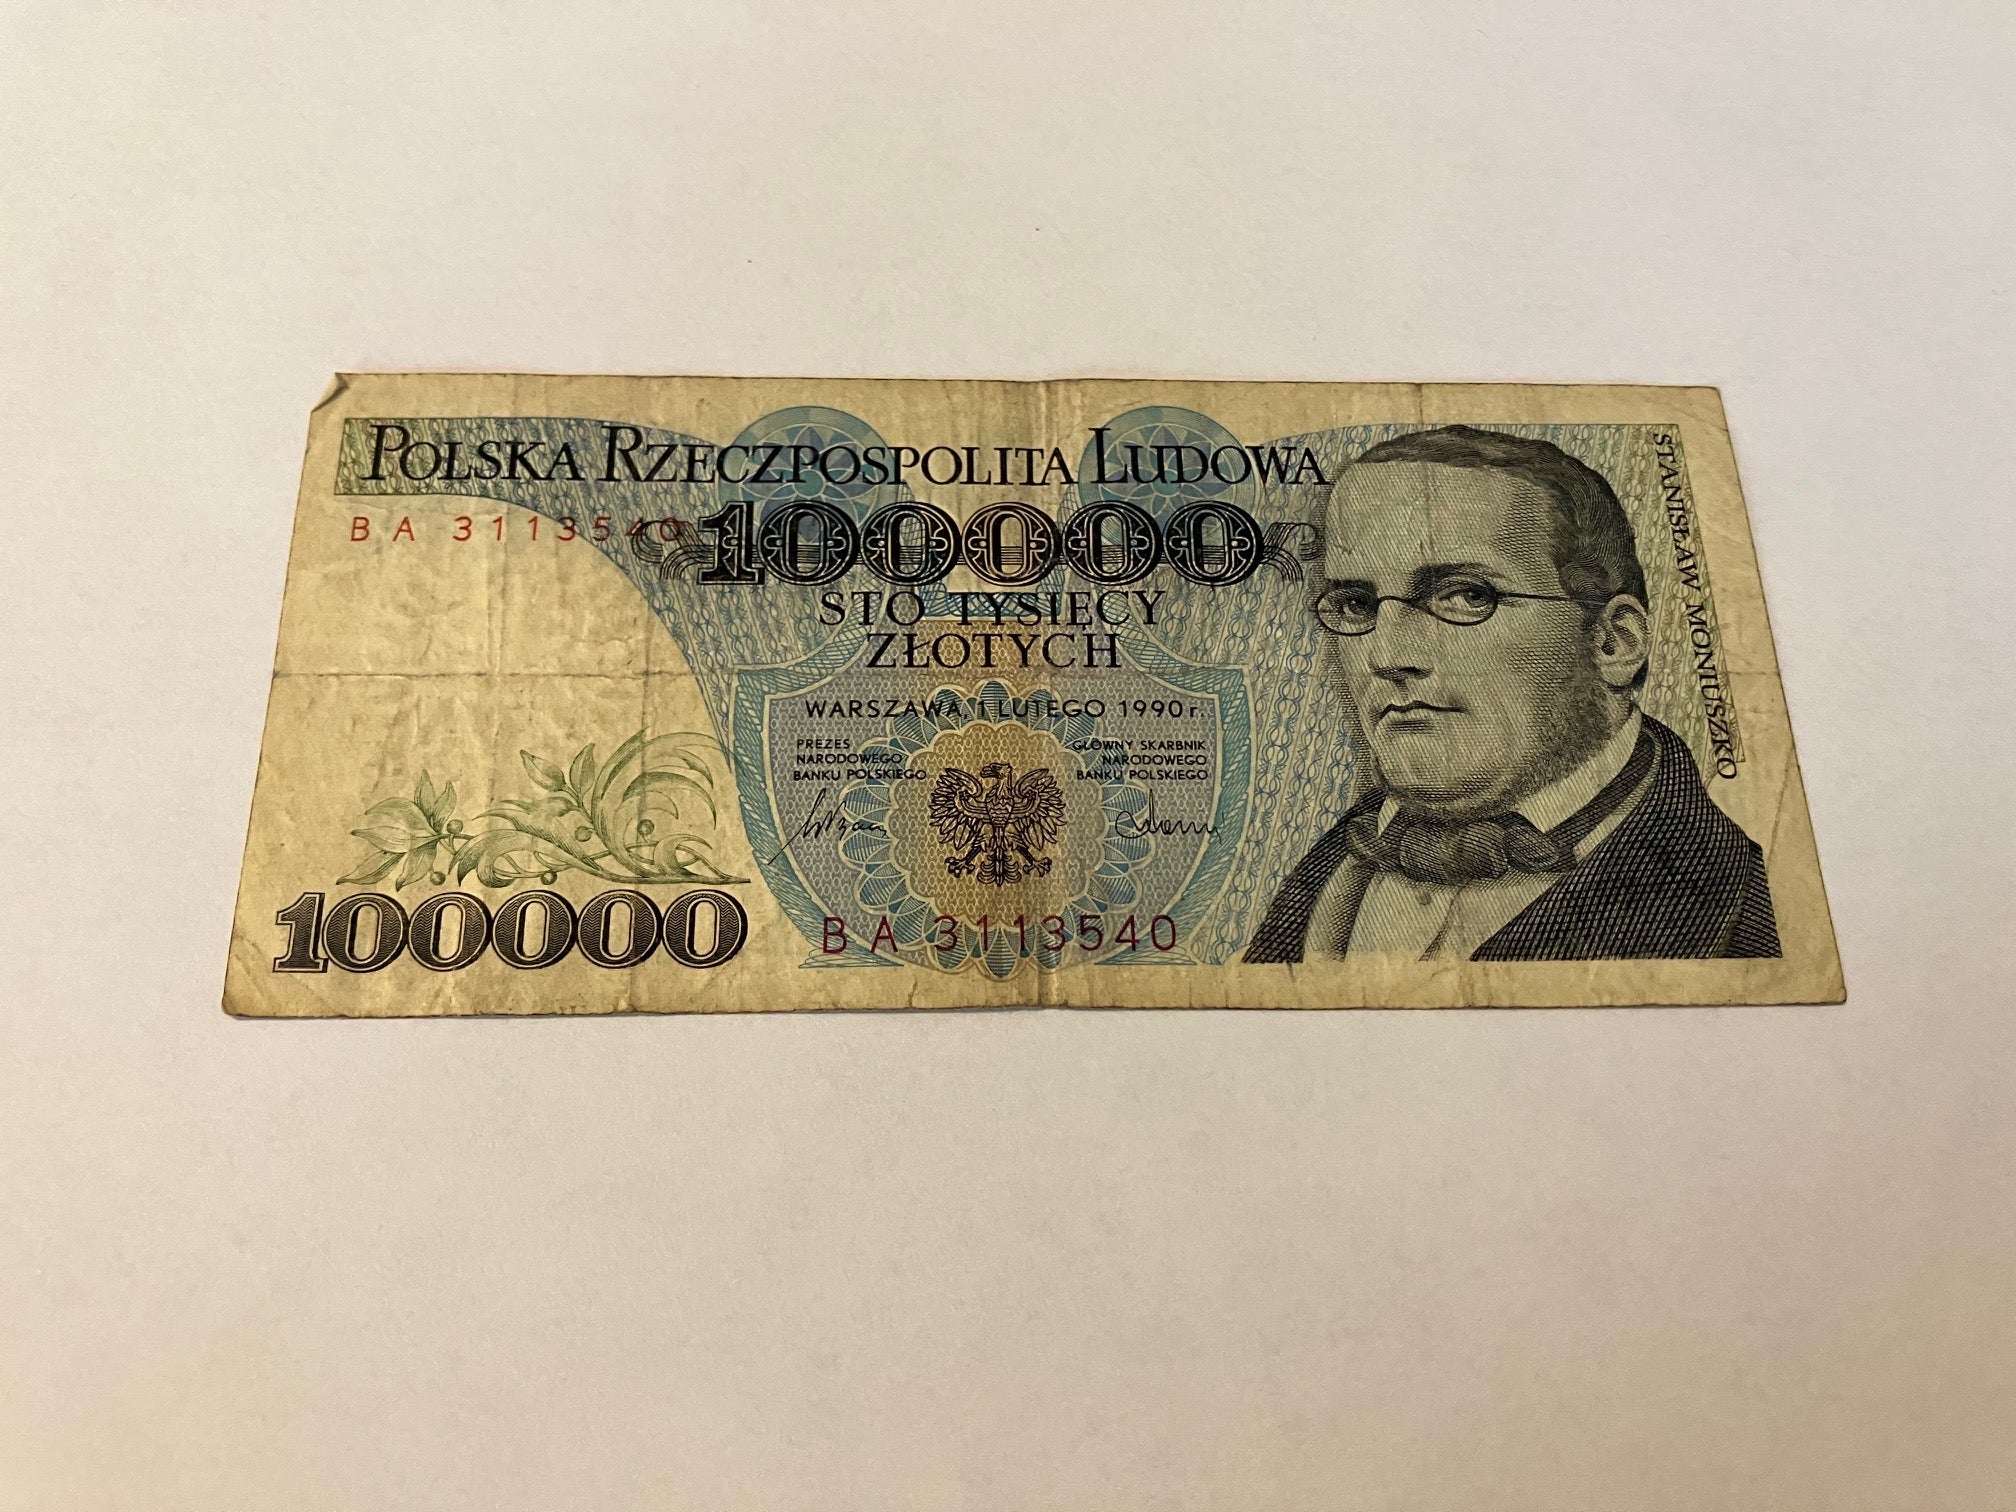 POLSKA RZECZPOSPOLITA LUDOWA
BA 3113540
100000
STO TYSIĘCY
ZŁOTYCH
WARSZAWA, 1 LUTEGO 1990 r.
PREZES
NARODOWEGO
BANKU POLSKIEGO
GŁÓWNY SKARBNIK
NARODOWEGO
BANKU POLSKIEGO
100000
BA 3113540
STANISŁAW MONIUSZKO